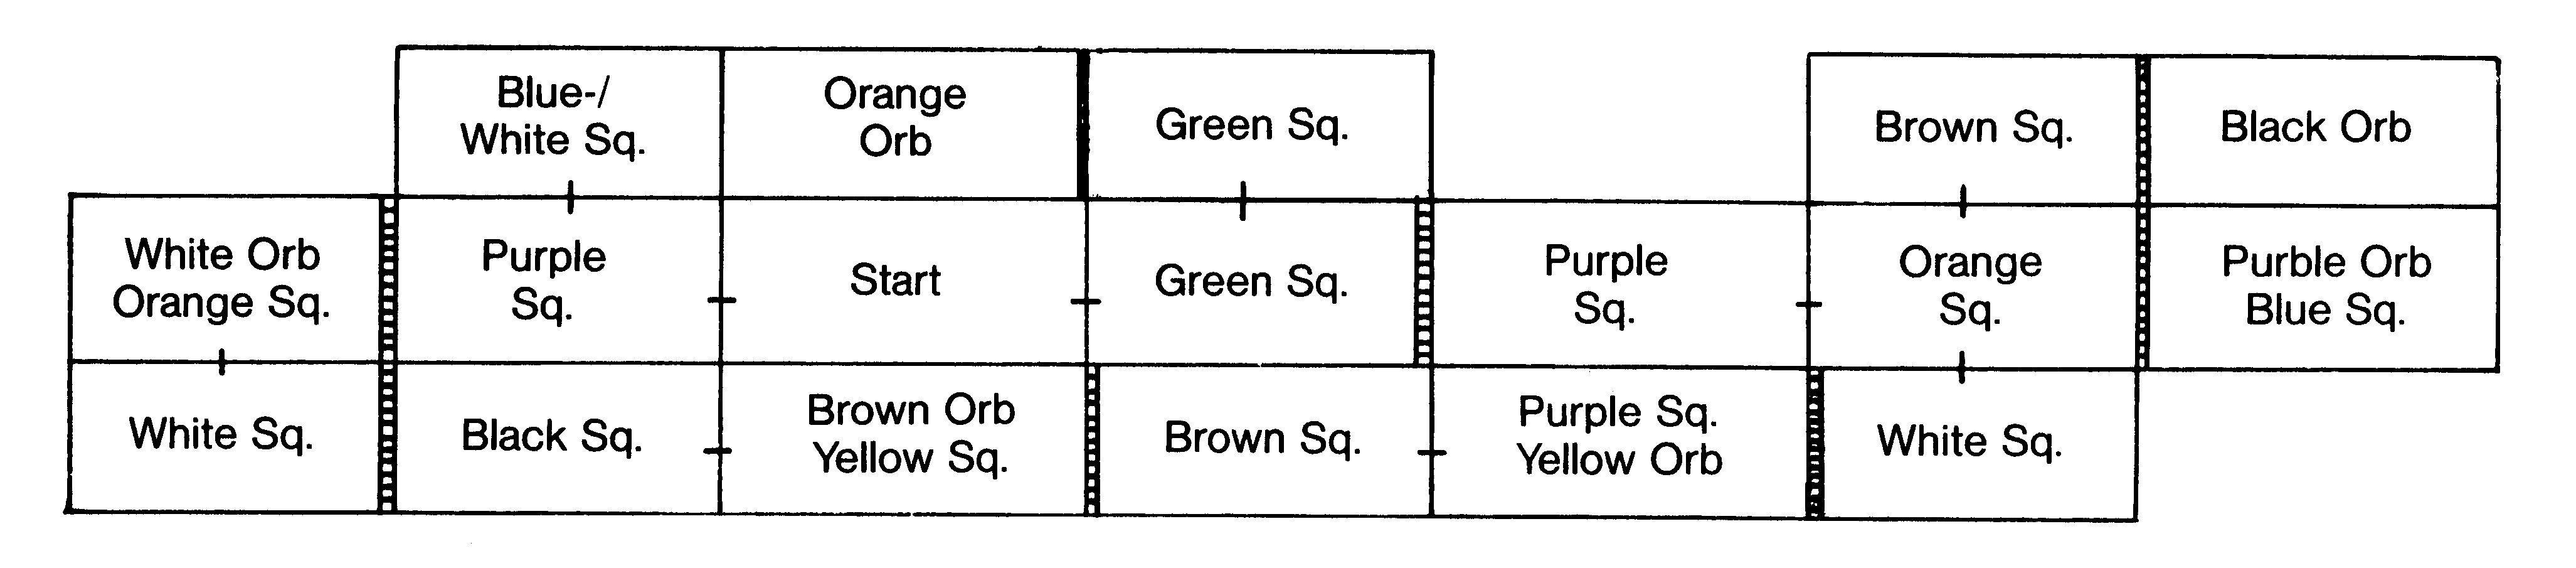 Blue-/
White Sq.
Orange
Orb
Green Sq.
Brown Sq.
Black Orb
White Orb
Orange Sq.
Purple
Sq.
Start
Green Sq.
Purple
Sq.
Orange
Sq.
Purble Orb
Blue Sq.
White Sq.
Black Sq.
Brown Orb
Yellow Sq.
Brown Sq.
Purple Sq.
Yellow Orb
White Sq.